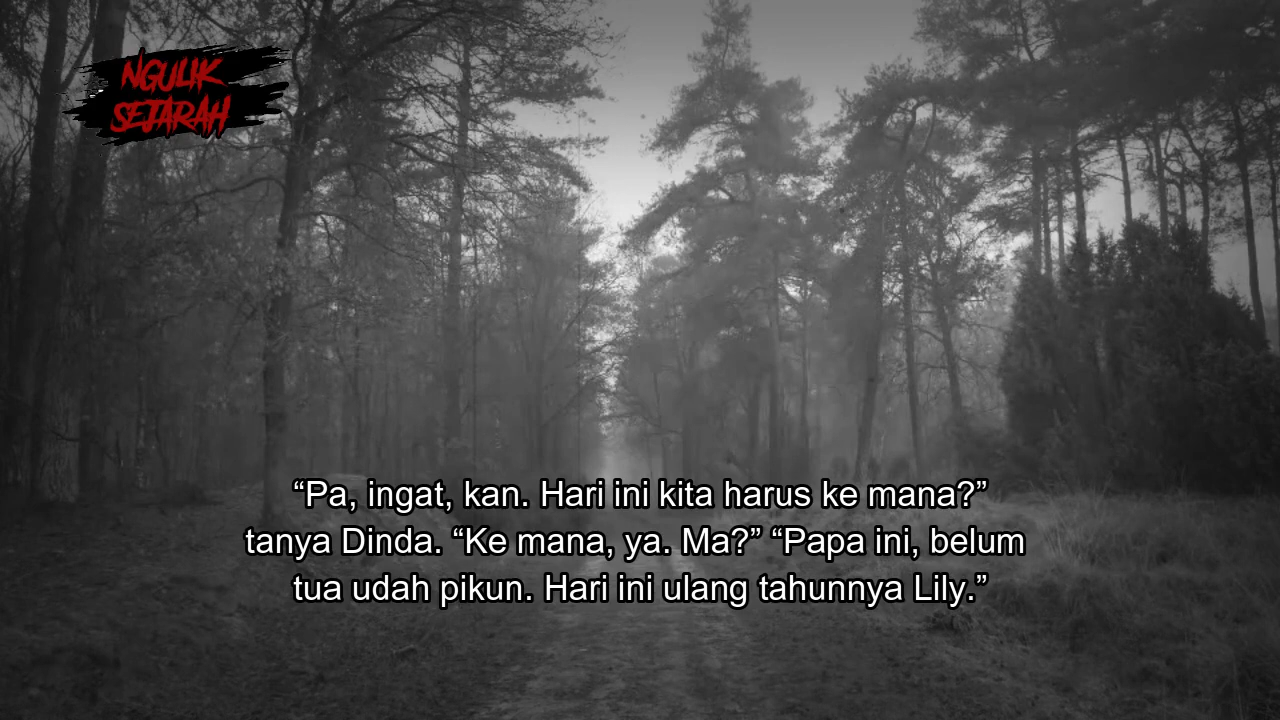 NGULIK
SEJARAH
“Pa, ingat, kan. Hari ini kita harus ke mana?”
tanya Dinda. “Ke mana, ya. Ma?” “Papa ini, belum
tua udah pikun. Hari ini ulang tahunnya Lily.”